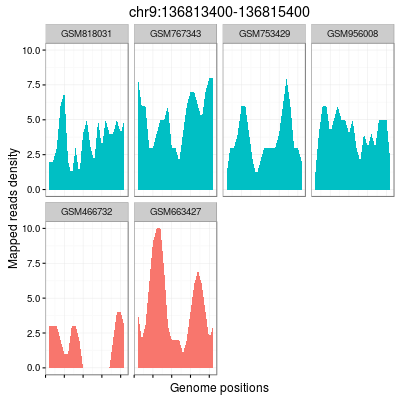 chr9:136813400-136815400
GSM818031 GSM767343 GSM753429 GSM956008
10.0
7.5
5.0
2.5
0.0
GSM466732 GSM663427
10.0
7.5
5.0
2.5
0.0
Mapped reads density
Genome positions